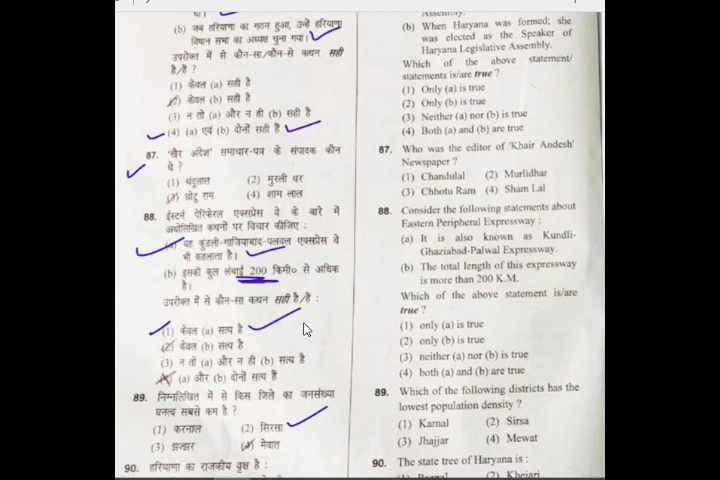 था।
(b) जब हरियाणा का गठन हुआ, उन्हें हरियाणा
विधान सभा का अध्यक्ष चुना गया।
उपरोक्त में से कौन-सा/कौन-से कथन सही
है/हैं ?
(1) केवल (a) सही है
(2) केवल (b) सही है
(3) न तो (a) और न ही (b) सही है
(4) (a) एवं (b) दोनों सही हैं
87. 'खैर अंदेश' समाचार-पत्र के संपादक कौन
थे ?
(1) चंदूलाल (2) मुरली धर
(3) छोटू राम (4) शाम लाल
88. ईस्टर्न पेरिफेरल एक्सप्रेस वे के बारे में
अधोलिखित कथनों पर विचार कीजिए :
(a) यह कुंडली-गाजियाबाद-पलवल एक्सप्रेस वे
भी कहलाता है।
(b) इसकी कुल लंबाई 200 किमी० से अधिक
है।
उपरोक्त में से कौन-सा कथन सही है/हैं :
(1) केवल (a) सत्य है
(2) केवल (b) सत्य है
(3) न तो (a) और न ही (b) सत्य है
(a) और (b) दोनों सत्य हैं
89. निम्नलिखित में से किस जिले का जनसंख्या
घनत्व सबसे कम है ?
(1) करनाल (2) सिरसा
(3) झज्झर (4) मेवात
90. हरियाणा का राजकीय वृक्ष है :
Assembly.
(b) When Haryana was formed; she
was elected as the Speaker of
Haryana Legislative Assembly.
Which of the above statement/
statements is/are true ?
(1) Only (a) is true
(2) Only (b) is true
(3) Neither (a) nor (b) is true
(4) Both (a) and (b) are true
87. Who was the editor of 'Khair Andesh'
Newspaper ?
(1) Chandulal (2) Murlidhar
(3) Chhotu Ram (4) Sham Lal
88. Consider the following statements about
Eastern Peripheral Expressway :
(a) It is also known as Kundli-
Ghaziabad-Palwal Expressway.
(b) The total length of this expressway
is more than 200 K.M.
Which of the above statement is/are
true ?
(1) only (a) is true
(2) only (b) is true
(3) neither (a) nor (b) is true
(4) both (a) and (b) are true
89. Which of the following districts has the
lowest population density ?
(1) Karnal (2) Sirsa
(3) Jhajjar (4) Mewat
90. The state tree of Haryana is :
(1) Peepal (2) Khejari